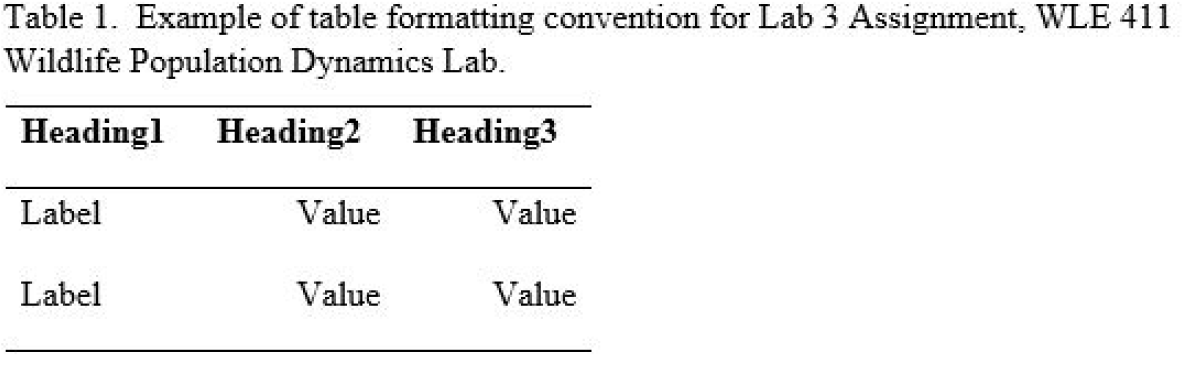 Table 1.  Example of table formatting convention for Lab 3 Assignment, WLE 411
Wildlife Population Dynamics Lab.
Heading1 Heading2 Heading3
Label Value Value
Label Value Value